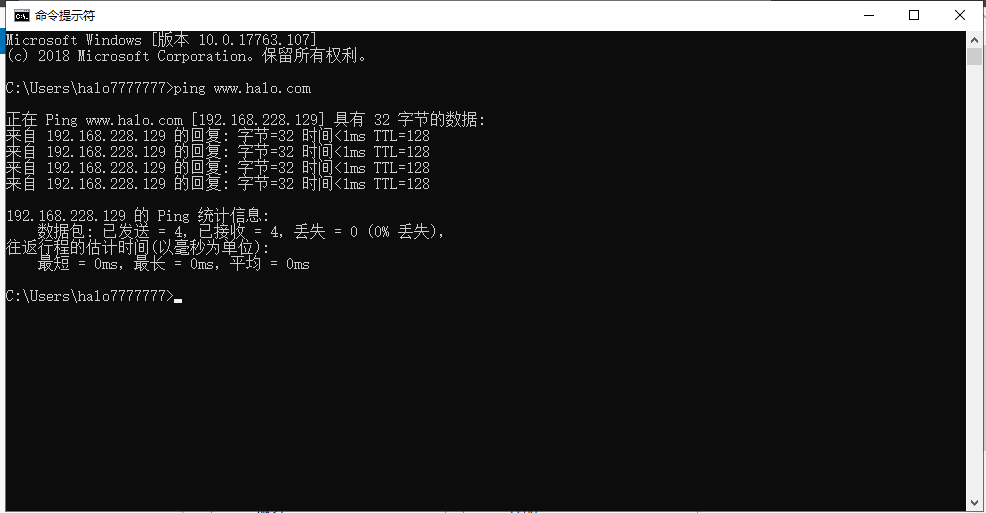 命令提示符
Microsoft Windows [版本 10.0.17763.107]
(c) 2018 Microsoft Corporation。保留所有权利。
C:\Users\halo7777777>ping www.halo.com
正在 Ping www.halo.com [192.168.228.129] 具有 32 字节的数据:
来自 192.168.228.129 的回复: 字节=32 时间<1ms TTL=128
来自 192.168.228.129 的回复: 字节=32 时间<1ms TTL=128
来自 192.168.228.129 的回复: 字节=32 时间<1ms TTL=128
来自 192.168.228.129 的回复: 字节=32 时间<1ms TTL=128
192.168.228.129 的 Ping 统计信息:
数据包: 已发送 = 4，已接收 = 4，丢失 = 0 (0% 丢失)，
往返行程的估计时间(以毫秒为单位):
最短 = 0ms，最长 = 0ms，平均 = 0ms
C:\Users\halo7777777>